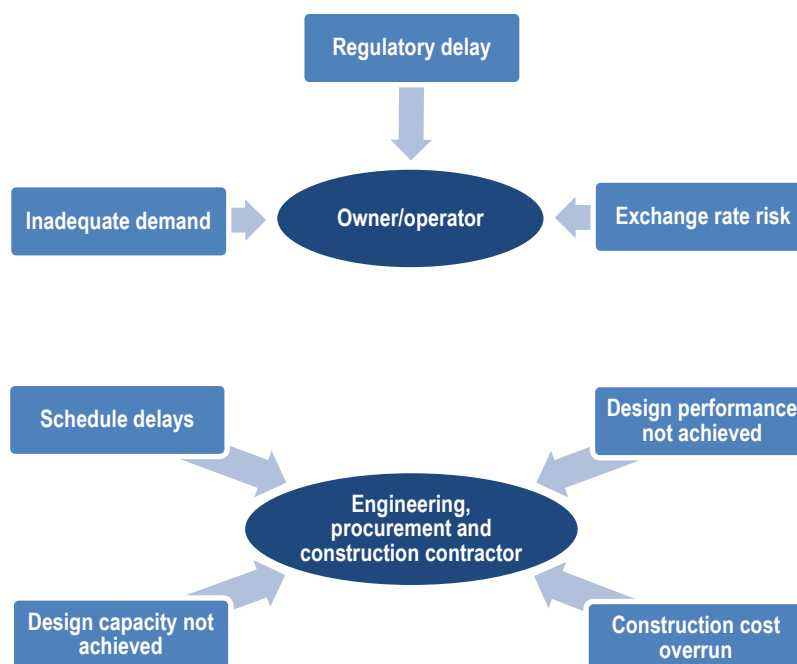 Regulatory delay
Inadequate demand
Owner/operator
Exchange rate risk
Schedule delays
Design performance
not achieved
Engineering,
procurement and
construction contractor
Design capacity not
achieved
Construction cost
overrun